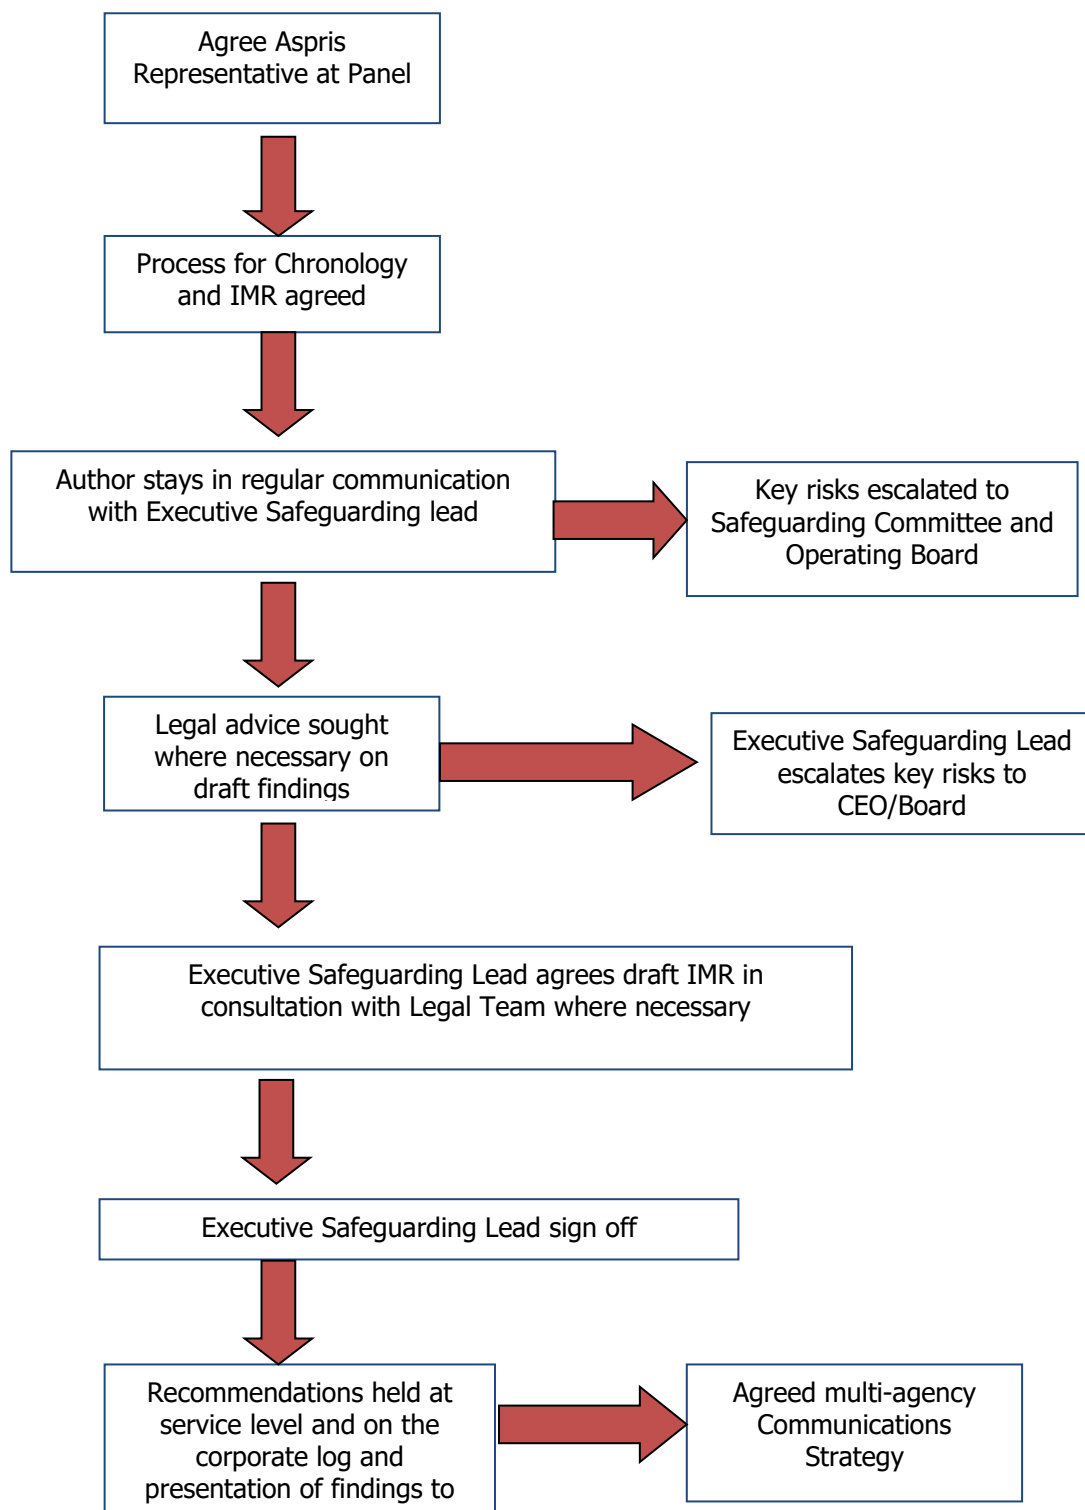 Agree Aspris
Representative at Panel
Process for Chronology
and IMR agreed
Author stays in regular communication
with Executive Safeguarding lead
Key risks escalated to
Safeguarding Committee and
Operating Board
Legal advice sought
where necessary on
draft findings
Executive Safeguarding Lead
escalates key risks to
CEO/Board
Executive Safeguarding Lead agrees draft IMR in
consultation with Legal Team where necessary
Executive Safeguarding Lead sign off
Recommendations held at
service level and on the
corporate log and
presentation of findings to
Agreed multi-agency
Communications
Strategy